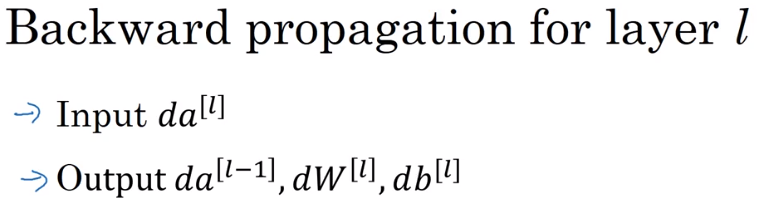 Backward propagation for layer l
→ Input da^[l]
→ Output da^[l−1], dW^[l], db^[l]